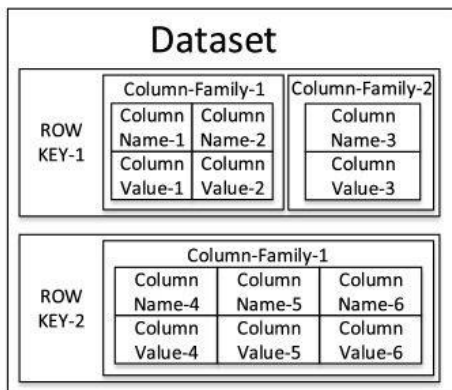 Dataset
Column-Family-1
Column-Family-2
ROW
KEY-1
Column
Name-1
Column
Name-2
Column
Name-3
Column
Value-1
Column
Value-2
Column
Value-3
Column-Family-1
ROW
KEY-2
Column
Name-4
Column
Name-5
Column
Name-6
Column
Value-4
Column
Value-5
Column
Value-6